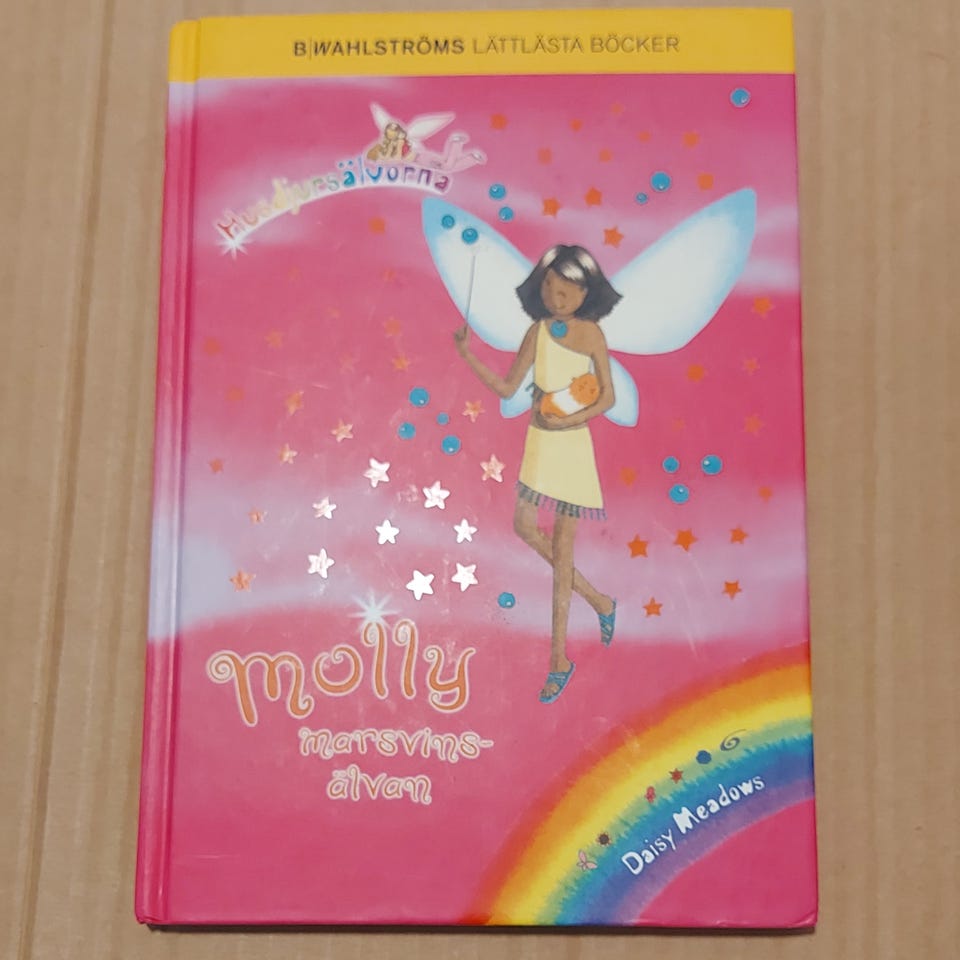 B|WAHLSTRÖMS LÄTTLÄSTA BÖCKER
Husdjursälvorna
molly
marsvins-
älvan
Daisy Meadows